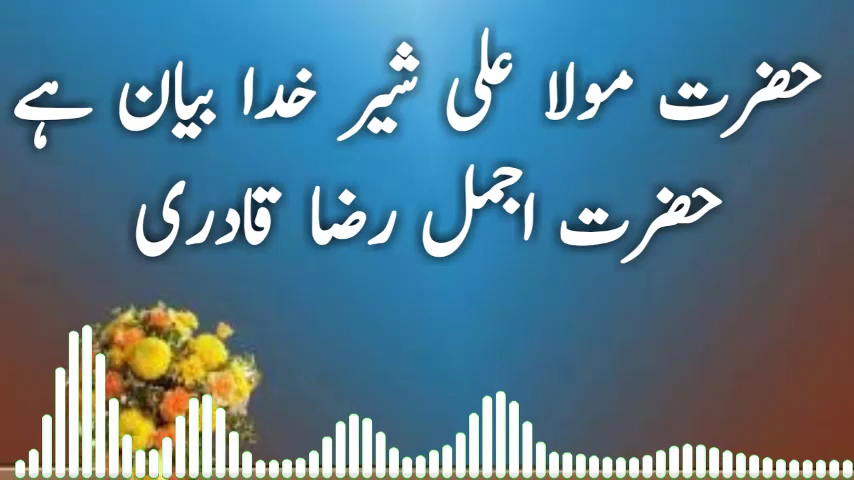 حضرت مولا علی شیر خدا بیان ہے
حضرت اجمل رضا قادری